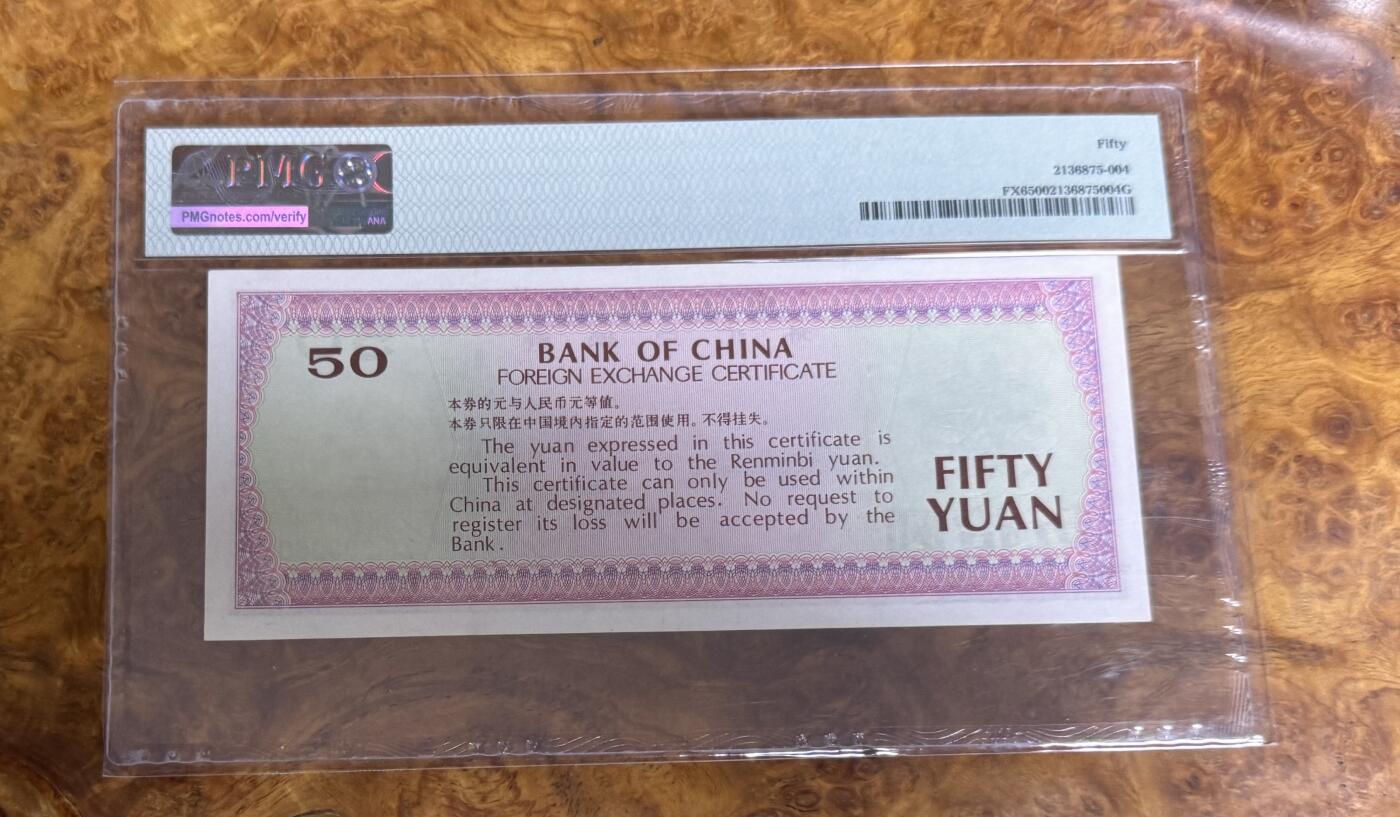 PMG
PMGnotes.com/verify
ANA
Fifty
2136875-004
FX65002136875004G
50
BANK OF CHINA
FOREIGN EXCHANGE CERTIFICATE
本券的元与人民币元等値。
本券只限在中国境内指定的范围使用。不得挂失。
The yuan expressed in this certificate is
equivalent in value to the Renminbi yuan.
This certificate can only be used within
China at designated places. No request to
register its loss will be accepted by the
Bank.
FIFTY
YUAN